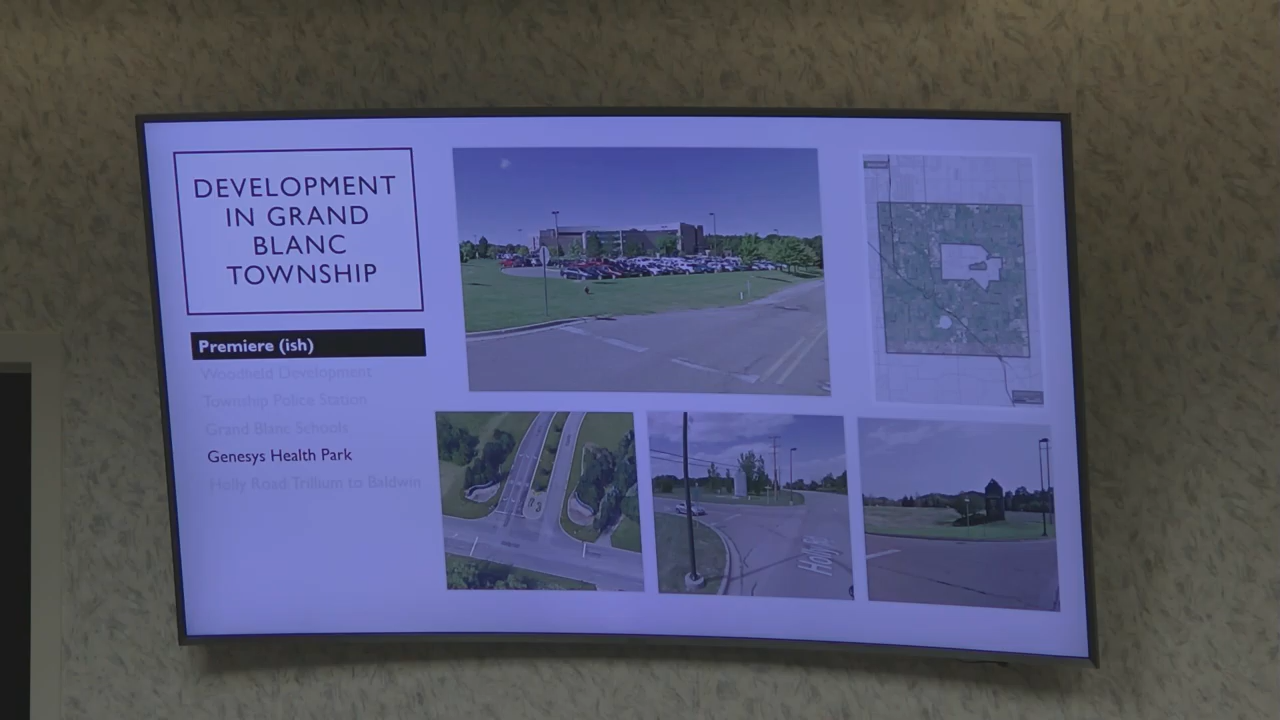 DEVELOPMENT
IN GRAND
BLANC
TOWNSHIP
Premiere (ish)
Woodfield Development
Township Police Station
Grand Blanc Schools
Genesys Health Park
Holly Road Trillium to Baldwin